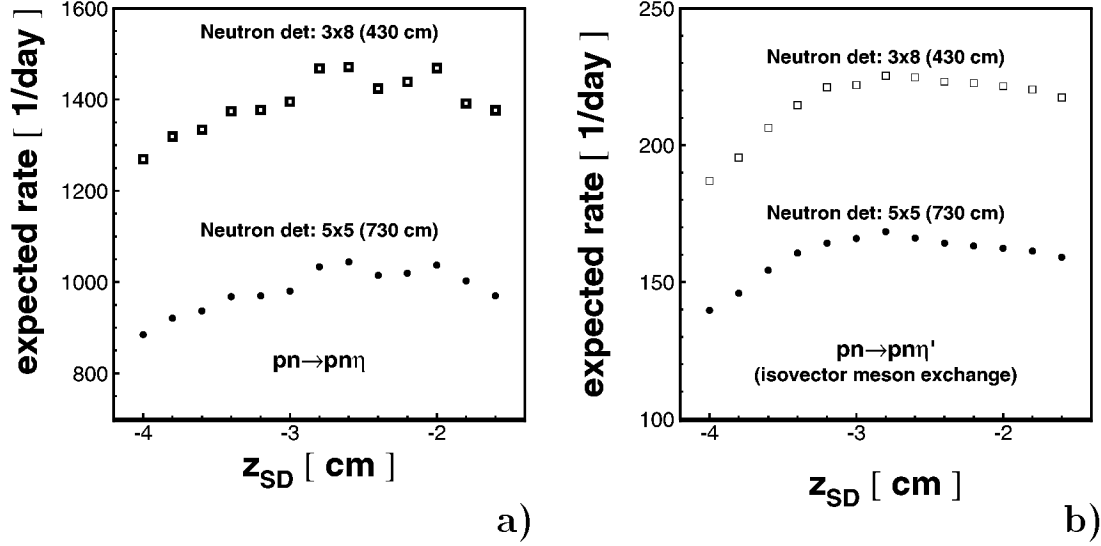 1600
1400
1200
1000
800
expected rate [ 1/day]
Neutron det: 3x8 (430 cm)
Neutron det: 5x5 (730 cm)
pn→pnη
-4 -3 -2
z_SD [ cm ]
a)
250
200
150
100
expected rate [ 1/day]
Neutron det: 3x8 (430 cm)
Neutron det: 5x5 (730 cm)
pn→pnη'
(isovector meson exchange)
-4 -3 -2
z_SD [ cm ]
b)